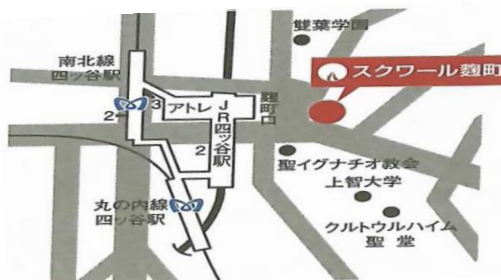 雙葉学園
南北線
四ッ谷駅
スクワール麹町
3
アトレ
JR四ッ谷駅
麹町口
2
2
聖イグナチオ教会
上智大学
丸の内線
四ッ谷駅
クルトウルハイム
聖堂